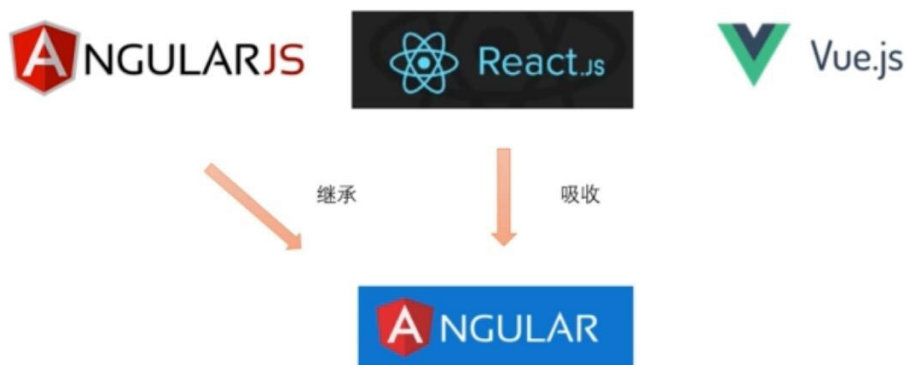 ANGULARJS
React.JS
Vue.js
继承
吸收
ANGULAR